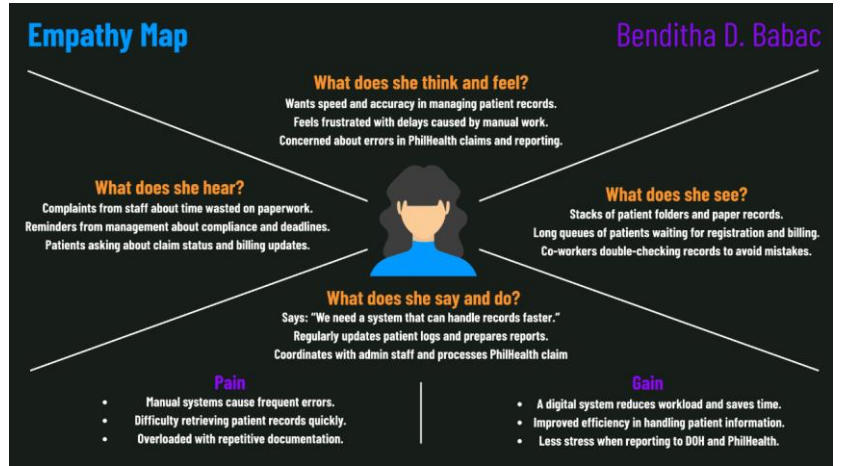 Empathy Map
Benditha D. Babac
What does she think and feel?
Wants speed and accuracy in managing patient records.
Feels frustrated with delays caused by manual work.
Concerned about errors in PhilHealth claims and reporting.
What does she hear?
Complaints from staff about time wasted on paperwork.
Reminders from management about compliance and deadlines.
Patients asking about claim status and billing updates.
What does she see?
Stacks of patient folders and paper records.
Long queues of patients waiting for registration and billing.
Co-workers double-checking records to avoid mistakes.
What does she say and do?
Says: “We need a system that can handle records faster.”
Regularly updates patient logs and prepares reports.
Coordinates with admin staff and processes PhilHealth claim
Pain
• Manual systems cause frequent errors.
• Difficulty retrieving patient records quickly.
• Overloaded with repetitive documentation.
Gain
• A digital system reduces workload and saves time.
• Improved efficiency in handling patient information.
• Less stress when reporting to DOH and PhilHealth.